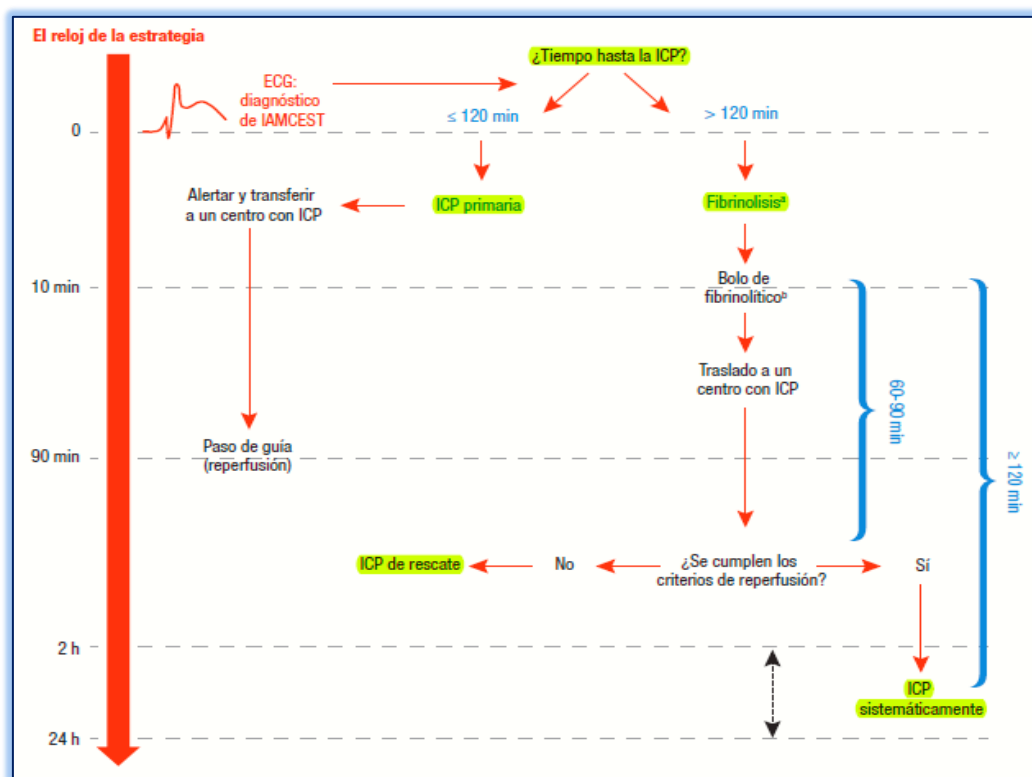 El reloj de la estrategia
¿Tiempo hasta la ICP?
ECG:
diagnóstico
de IAMCEST
≤ 120 min
> 120 min
0
Alertar y transferir
a un centro con ICP
ICP primaria
Fibrinolisisª
10 min
Bolo de
fibrinolíticoᵇ
Traslado a un
centro con ICP
60-90 min
≥ 120 min
90 min
Paso de guía
(reperfusión)
ICP de rescate
No
¿Se cumplen los
criterios de reperfusión?
Sí
2 h
ICP
sistemáticamente
24 h